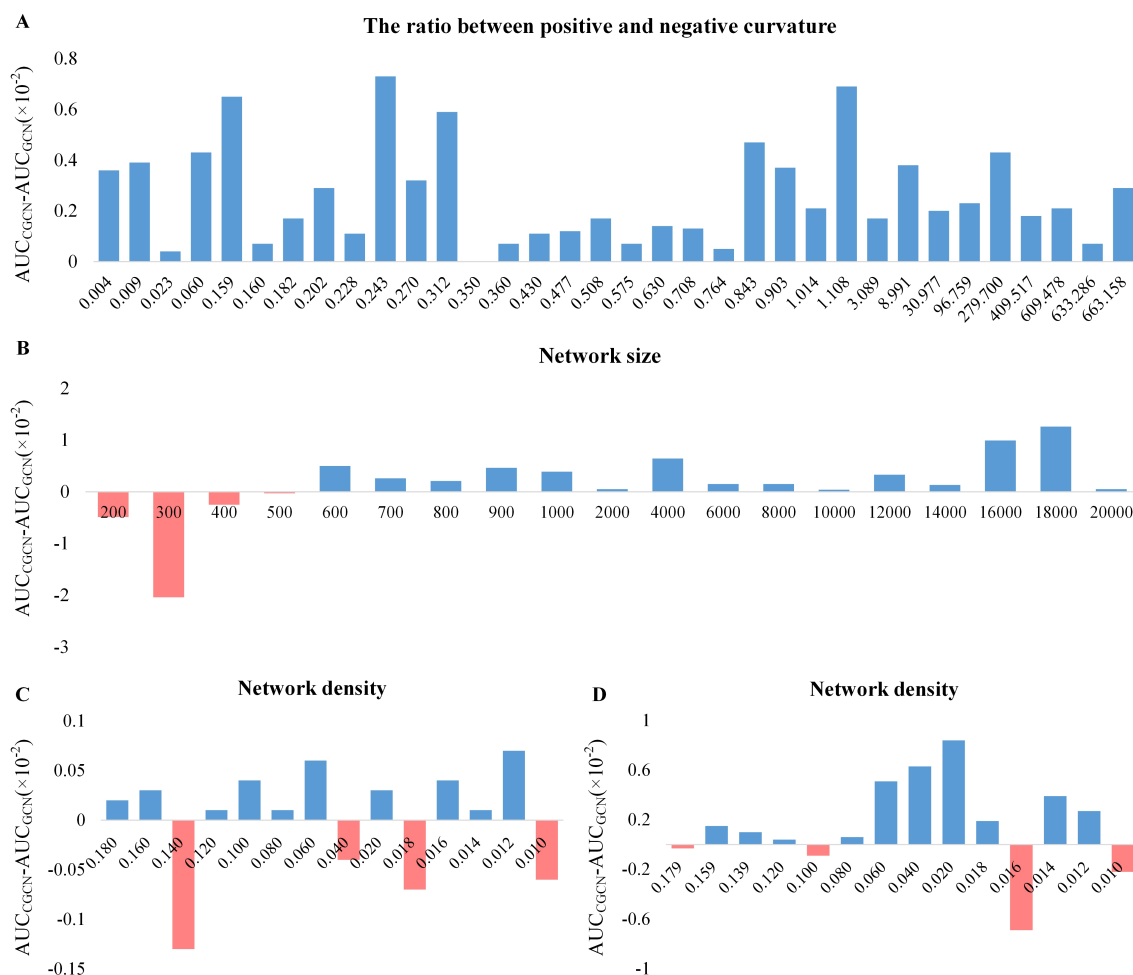 A
The ratio between positive and negative curvature
AUC_CGCN-AUC_GCN(×10^-2)
0.8
0.6
0.4
0.2
0
0.004 0.009 0.023 0.060 0.159 0.160 0.182 0.202 0.228 0.243 0.270 0.312 0.350 0.360 0.430 0.477 0.508 0.575 0.630 0.708 0.764 0.843 0.903 1.014 1.108 3.089 8.991 30.977 96.759 279.700 409.517 609.478 633.286 663.158
B
Network size
AUC_CGCN-AUC_GCN(×10^-2)
2
1
0
-1
-2
-3
200 300 400 500 600 700 800 900 1000 2000 4000 6000 8000 10000 12000 14000 16000 18000 20000
C
Network density
AUC_CGCN-AUC_GCN(×10^-2)
0.1
0.05
0
-0.05
-0.1
-0.15
0.180 0.160 0.140 0.120 0.100 0.080 0.060 0.040 0.020 0.018 0.016 0.014 0.012 0.010
D
Network density
AUC_CGCN-AUC_GCN(×10^-2)
1
0.6
0.2
-0.2
-0.6
-1
0.179 0.159 0.139 0.120 0.100 0.080 0.060 0.040 0.020 0.018 0.016 0.014 0.012 0.010